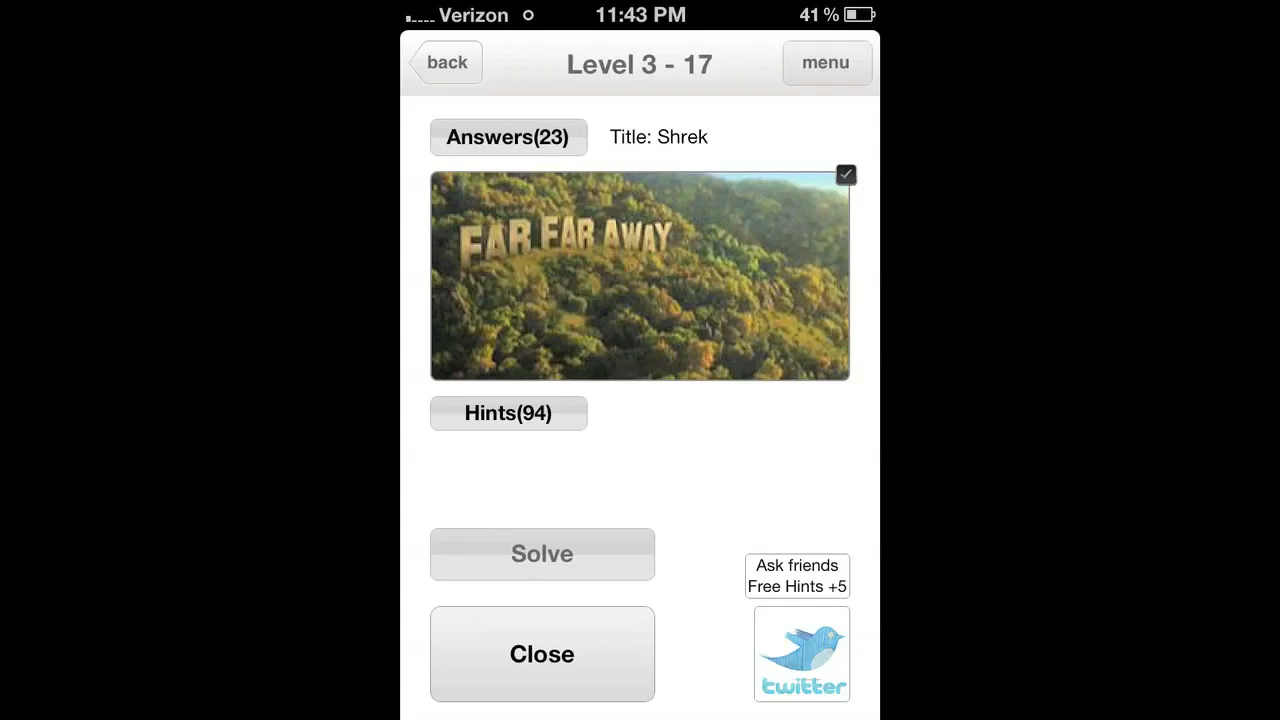 Verizon 11:43 PM 41 %
back Level 3 - 17 menu
Answers(23) Title: Shrek
FAR FAR AWAY
Hints(94)
Solve
Ask friends
Free Hints +5
Close
twitter